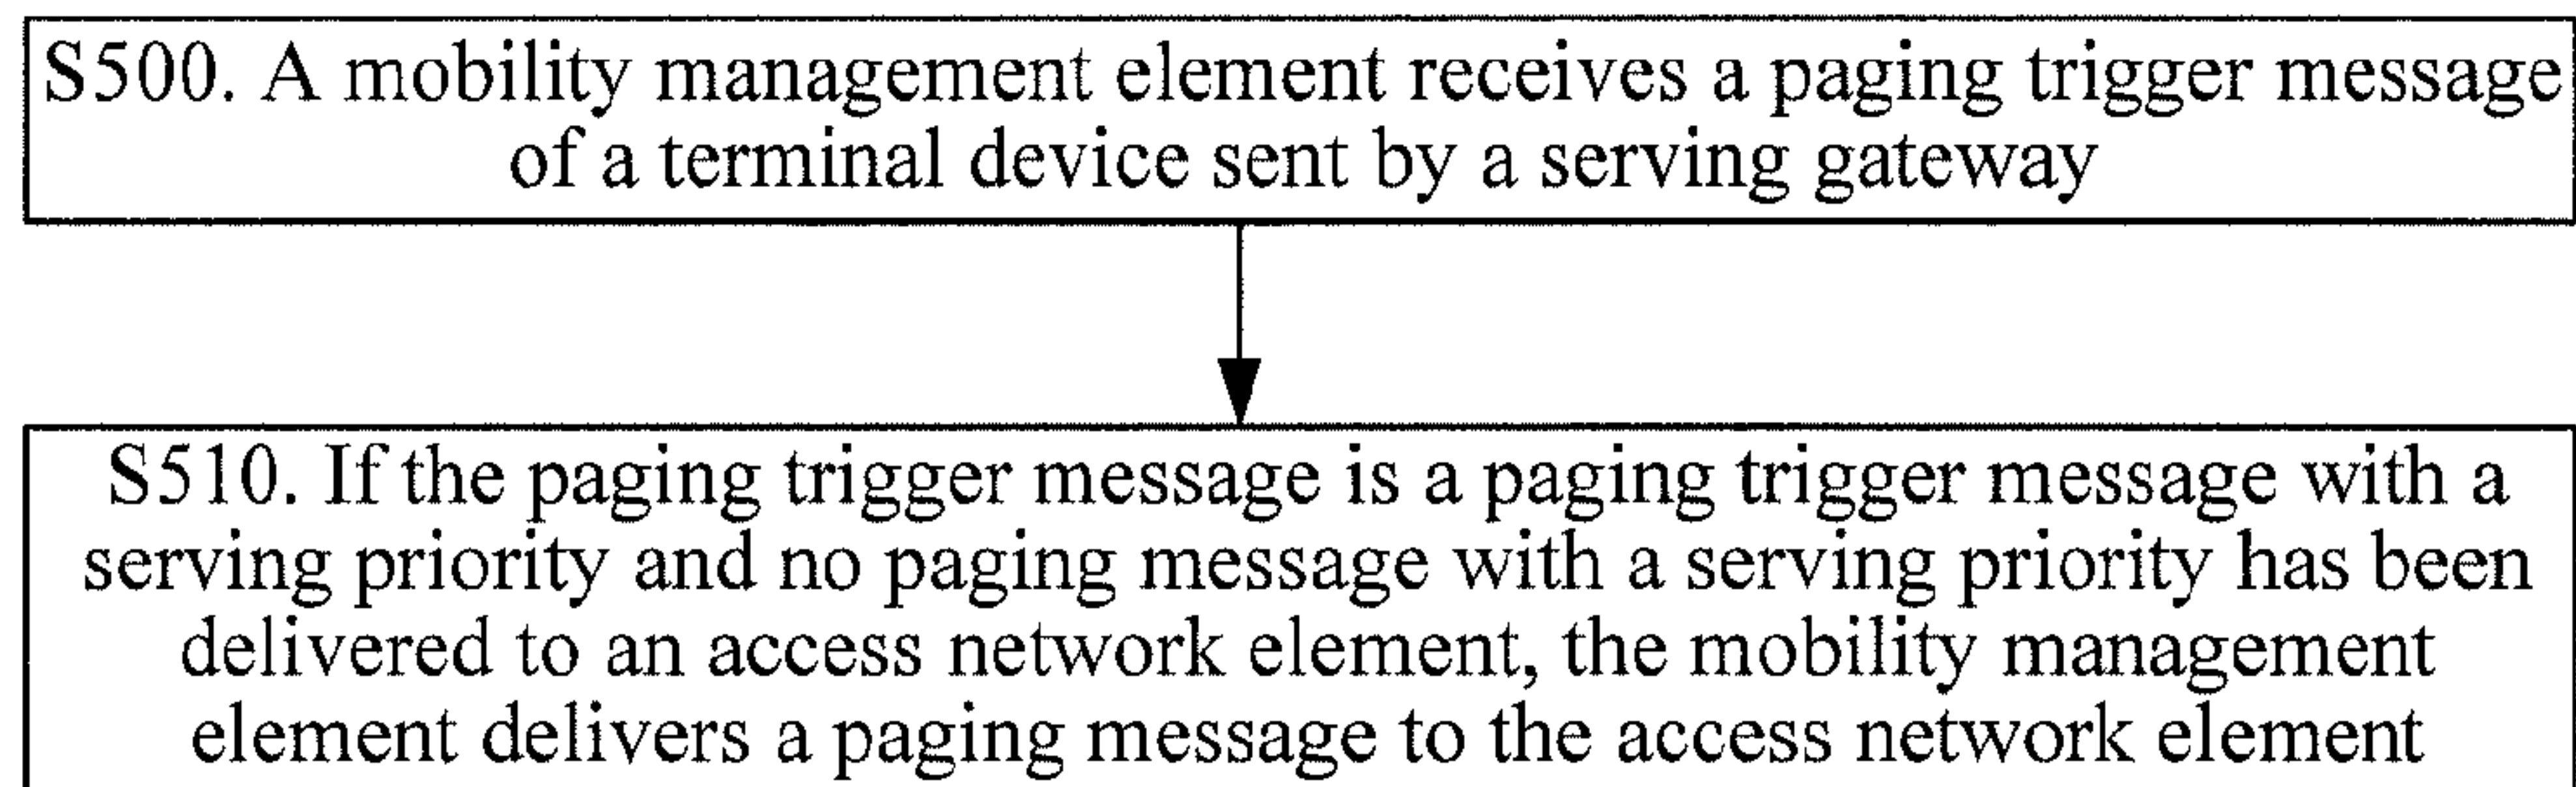 S500. A mobility management element receives a paging trigger message
of a terminal device sent by a serving gateway
S510. If the paging trigger message is a paging trigger message with a
serving priority and no paging message with a serving priority has been
delivered to an access network element, the mobility management
element delivers a paging message to the access network element